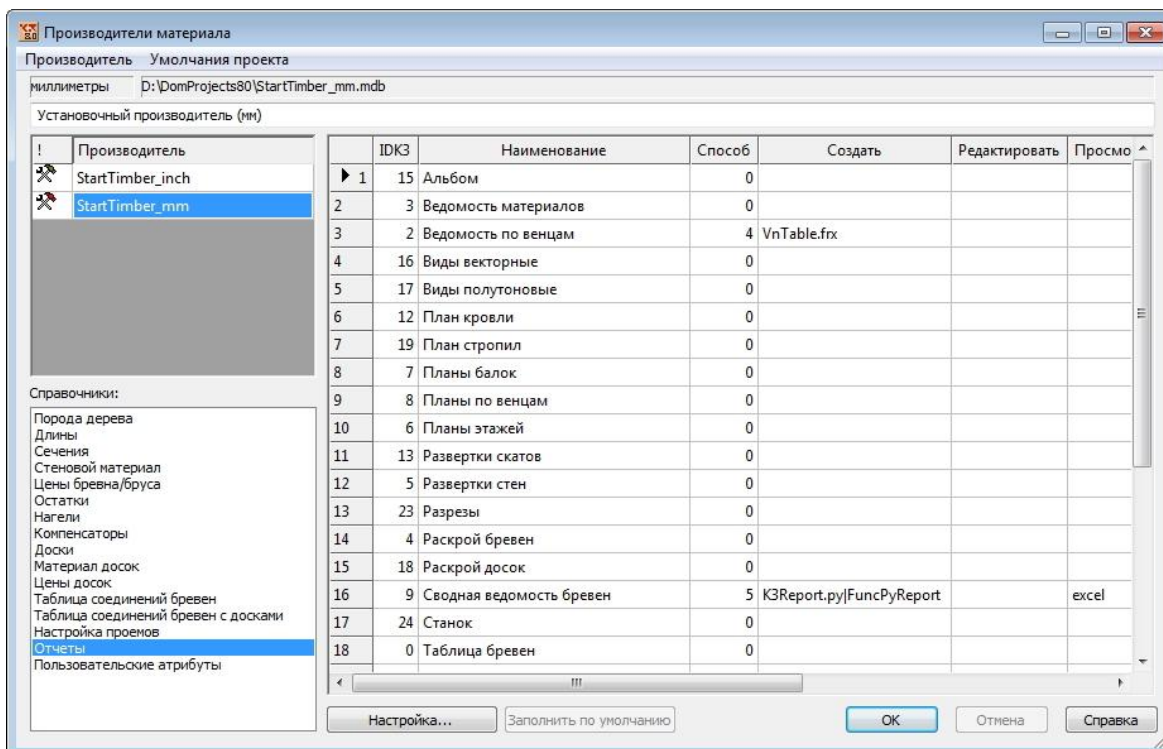 Производители материала
Производитель Умолчания проекта
миллиметры D:\DomProjects80\StartTimber_mm.mdb
Установочный производитель (мм)
! Производитель
StartTimber_inch
StartTimber_mm
Справочники:
Порода дерева
Длины
Сечения
Стеновой материал
Цены бревна/бруса
Остатки
Нагели
Компенсаторы
Доски
Материал досок
Цены досок
Таблица соединений бревен
Таблица соединений бревен с досками
Настройка проемов
Отчеты
Пользовательские атрибуты
IDK3 Наименование Способ Создать Редактировать Просмо
1 15 Альбом 0
2 3 Ведомость материалов 0
3 2 Ведомость по венцам 4 VnTable.frx
4 16 Виды векторные 0
5 17 Виды полутоновые 0
6 12 План кровли 0
7 19 План стропил 0
8 7 Планы балок 0
9 8 Планы по венцам 0
10 6 Планы этажей 0
11 13 Развертки скатов 0
12 5 Развертки стен 0
13 23 Разрезы 0
14 4 Раскрой бревен 0
15 18 Раскрой досок 0
16 9 Сводная ведомость бревен 5 K3Report.py|FuncPyReport excel
17 24 Станок 0
18 0 Таблица бревен 0
Настройка... Заполнить по умолчанию OK Отмена Справка